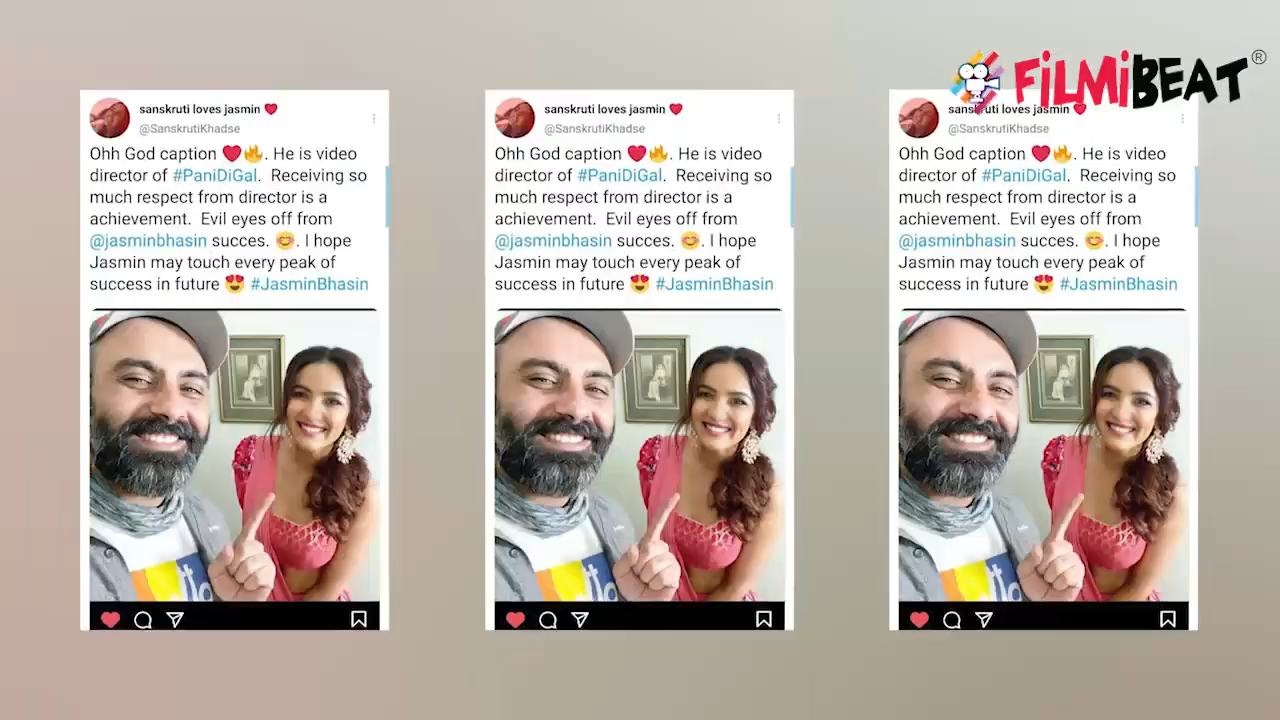 FiLMiBEAT®
sanskruti loves jasmin ❤️
@SanskrutiKhadse
Ohh God caption ❤️🔥. He is video
director of #PaniDiGal. Receiving so
much respect from director is a
achievement. Evil eyes off from
@jasminbhasin succes. 😊. I hope
Jasmin may touch every peak of
success in future 😍 #JasminBhasin
sanskruti loves jasmin ❤️
@SanskrutiKhadse
Ohh God caption ❤️🔥. He is video
director of #PaniDiGal. Receiving so
much respect from director is a
achievement. Evil eyes off from
@jasminbhasin succes. 😊. I hope
Jasmin may touch every peak of
success in future 😍 #JasminBhasin
sanskruti loves jasmin ❤️
@SanskrutiKhadse
Ohh God caption ❤️🔥. He is video
director of #PaniDiGal. Receiving so
much respect from director is a
achievement. Evil eyes off from
@jasminbhasin succes. 😊. I hope
Jasmin may touch every peak of
success in future 😍 #JasminBhasin